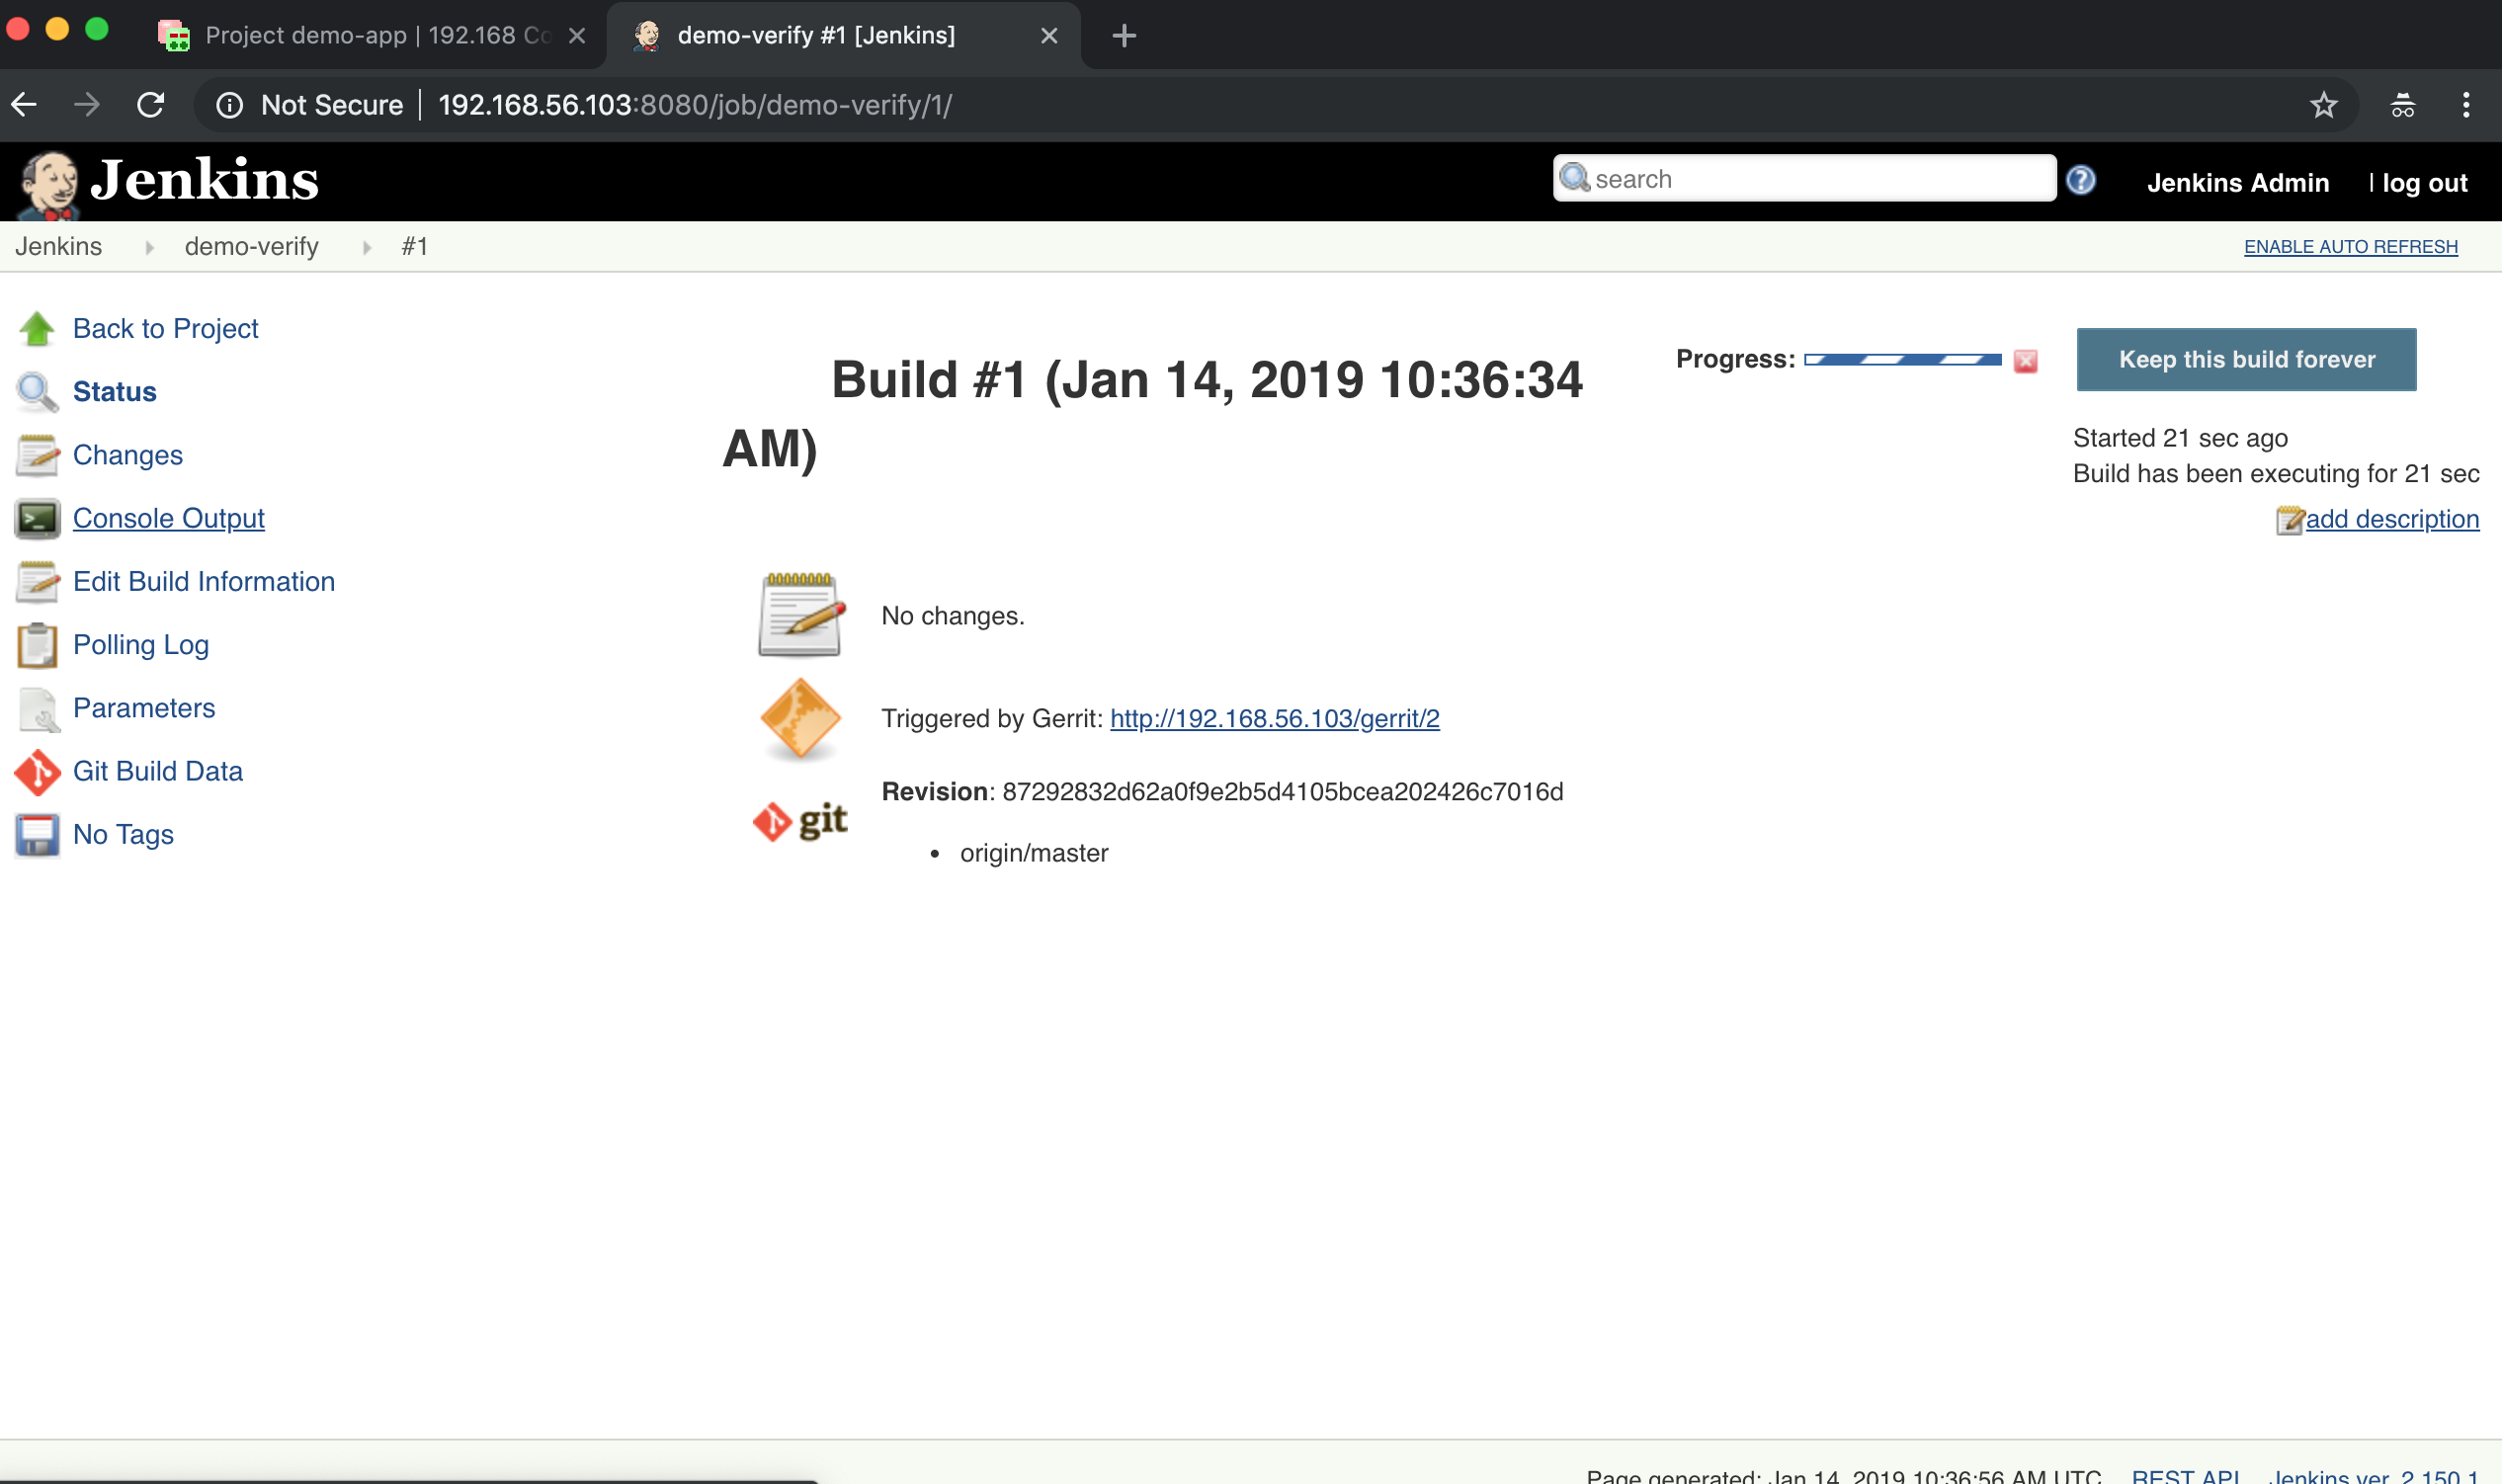 Project demo-app | 192.168 Co
demo-verify #1 [Jenkins]
Not Secure | 192.168.56.103:8080/job/demo-verify/1/
Jenkins
search
Jenkins Admin | log out
Jenkins demo-verify #1
ENABLE AUTO REFRESH
Back to Project
Status
Changes
Console Output
Edit Build Information
Polling Log
Parameters
Git Build Data
No Tags
Build #1 (Jan 14, 2019 10:36:34
AM)
Progress:
Keep this build forever
Started 21 sec ago
Build has been executing for 21 sec
add description
No changes.
Triggered by Gerrit: http://192.168.56.103/gerrit/2
git
Revision: 87292832d62a0f9e2b5d4105bcea202426c7016d
• origin/master
Page generated: Jan 14, 2019 10:36:56 AM UTC REST API Jenkins ver. 2.150.1